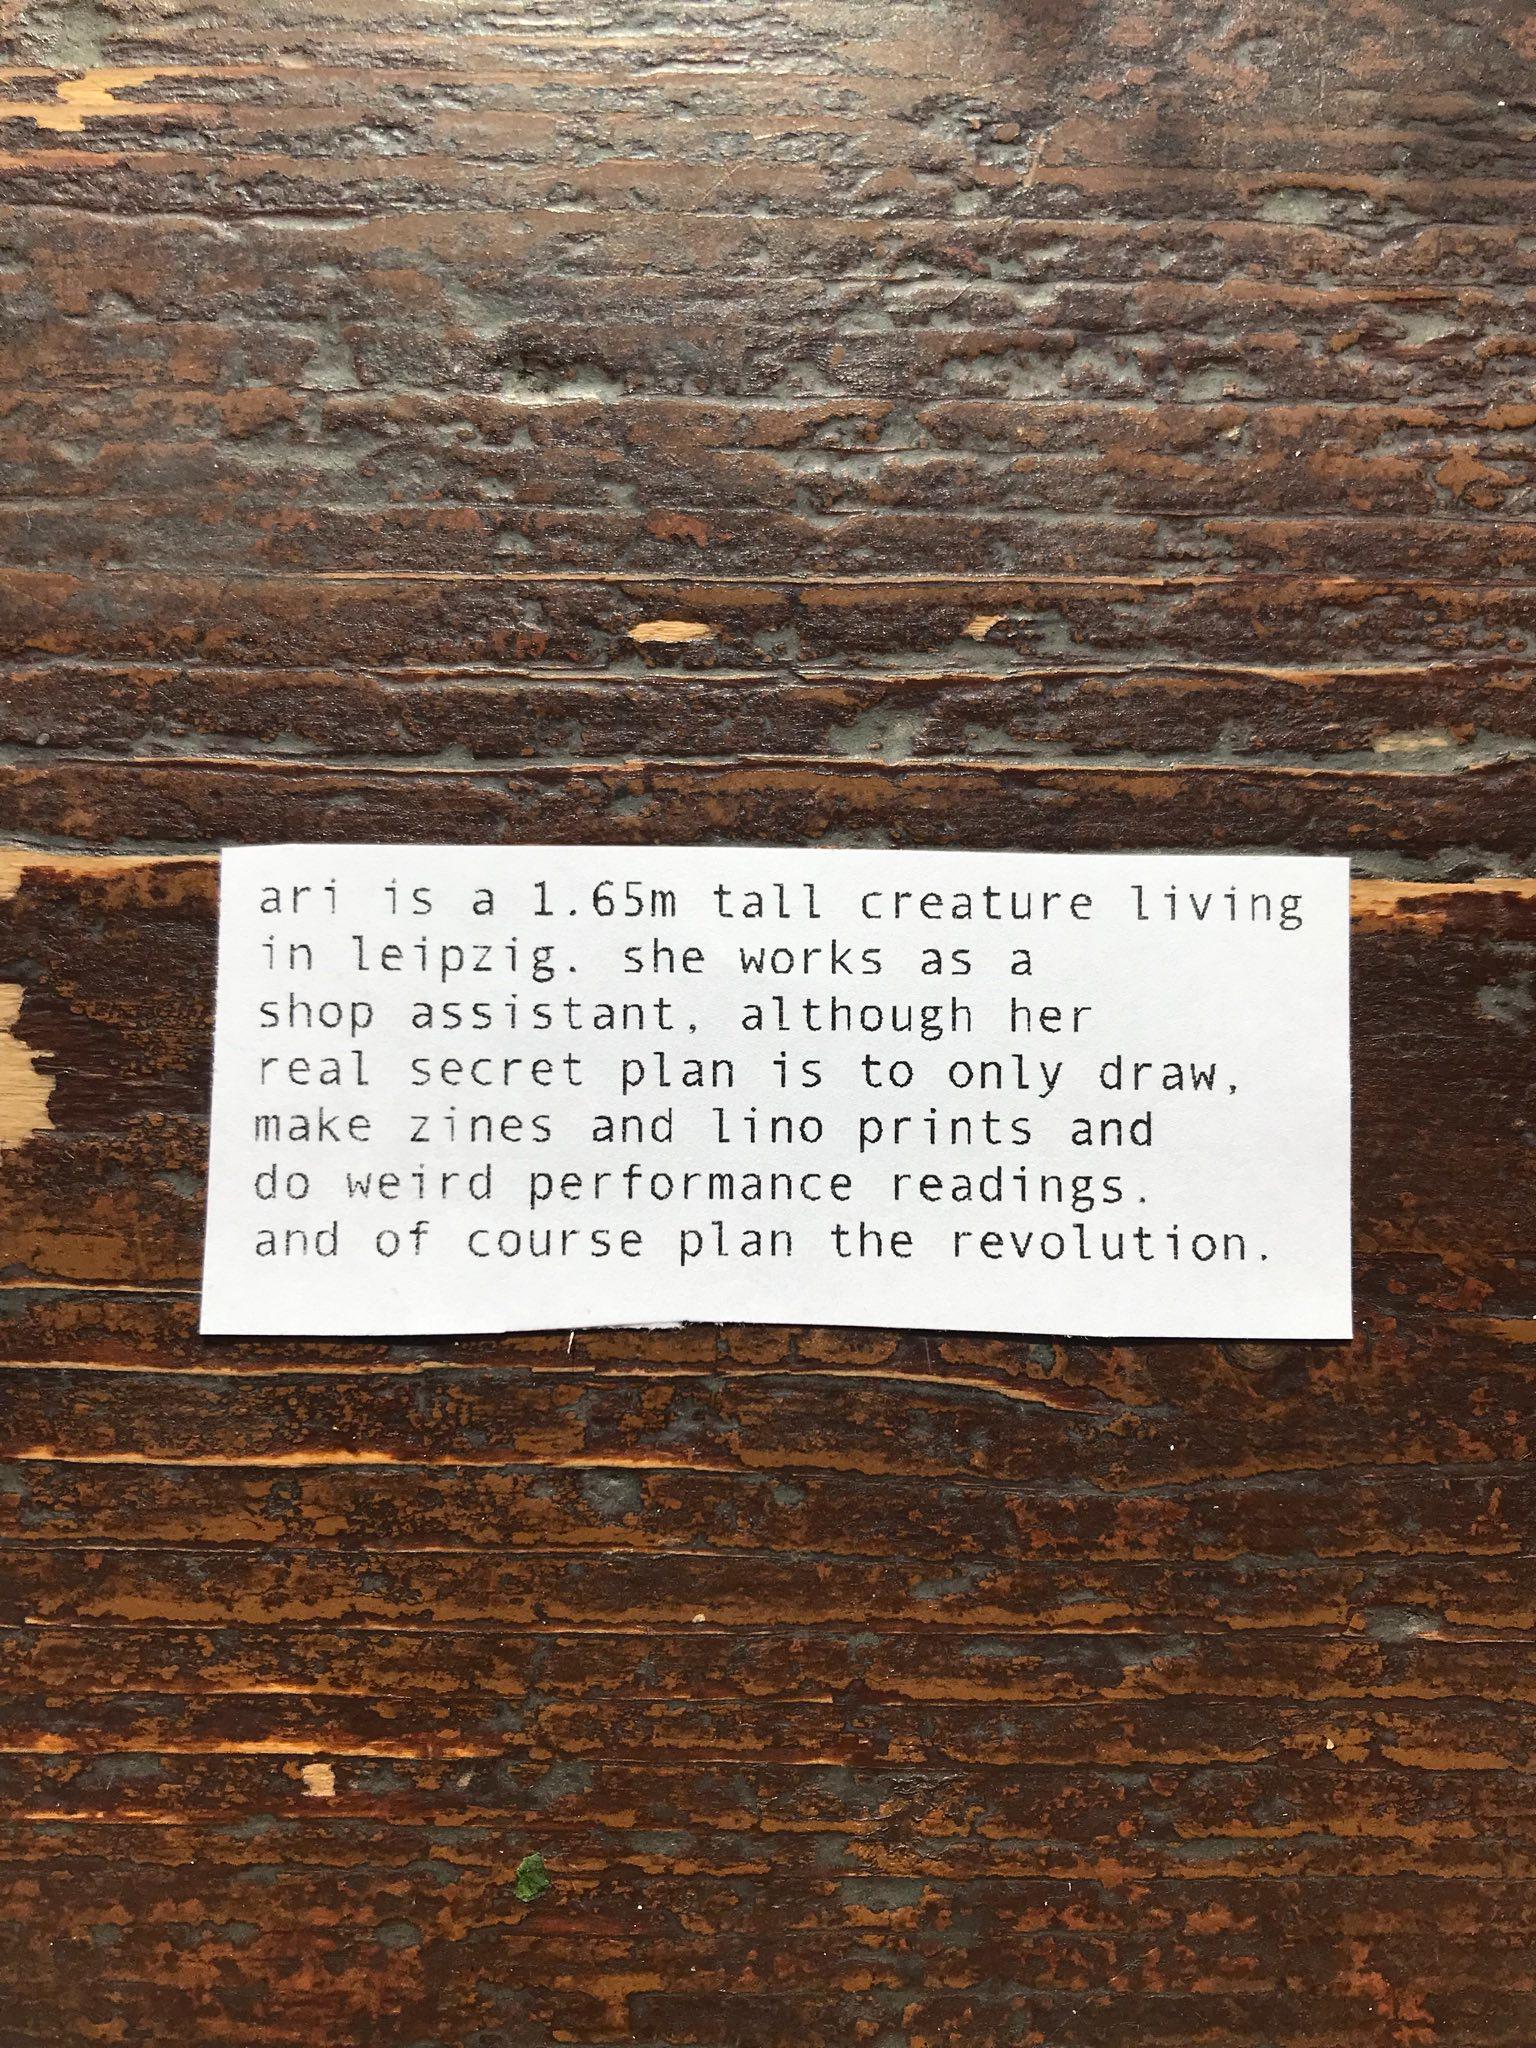 ari is a 1.65m tall creature living
in leipzig. she works as a
shop assistant, although her
real secret plan is to only draw,
make zines and lino prints and
do weird performance readings.
and of course plan the revolution.